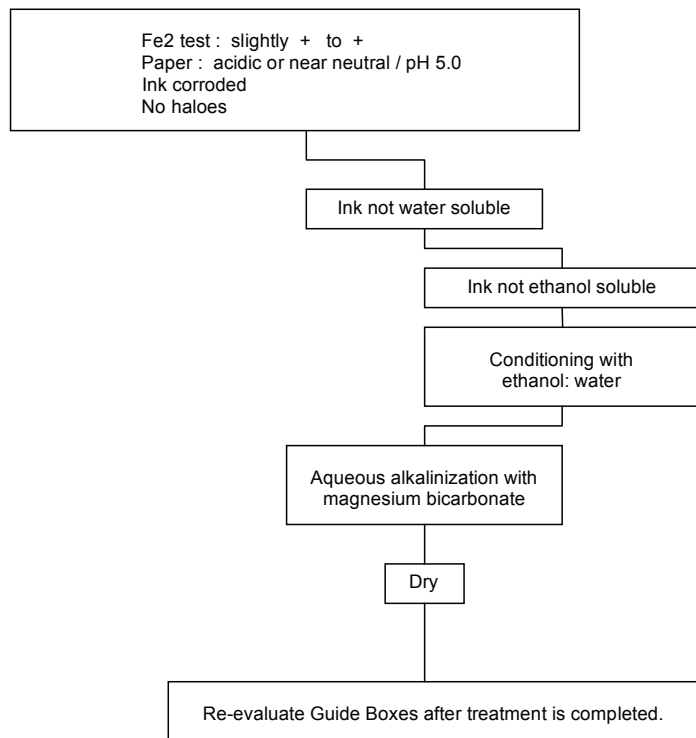 Fe2 test : slightly + to +
Paper : acidic or near neutral / pH 5.0
Ink corroded
No haloes
Ink not water soluble
Ink not ethanol soluble
Conditioning with
ethanol: water
Aqueous alkalinization with
magnesium bicarbonate
Dry
Re-evaluate Guide Boxes after treatment is completed.